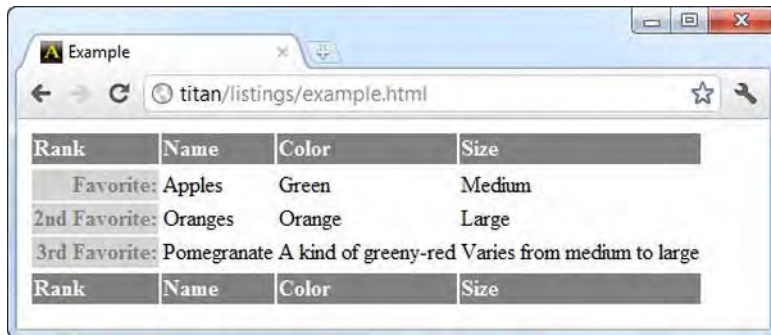 Example
titan/listings/example.html
Rank Name Color Size
Favorite: Apples Green Medium
2nd Favorite: Oranges Orange Large
3rd Favorite: Pomegranate A kind of greeny-red Varies from medium to large
Rank Name Color Size